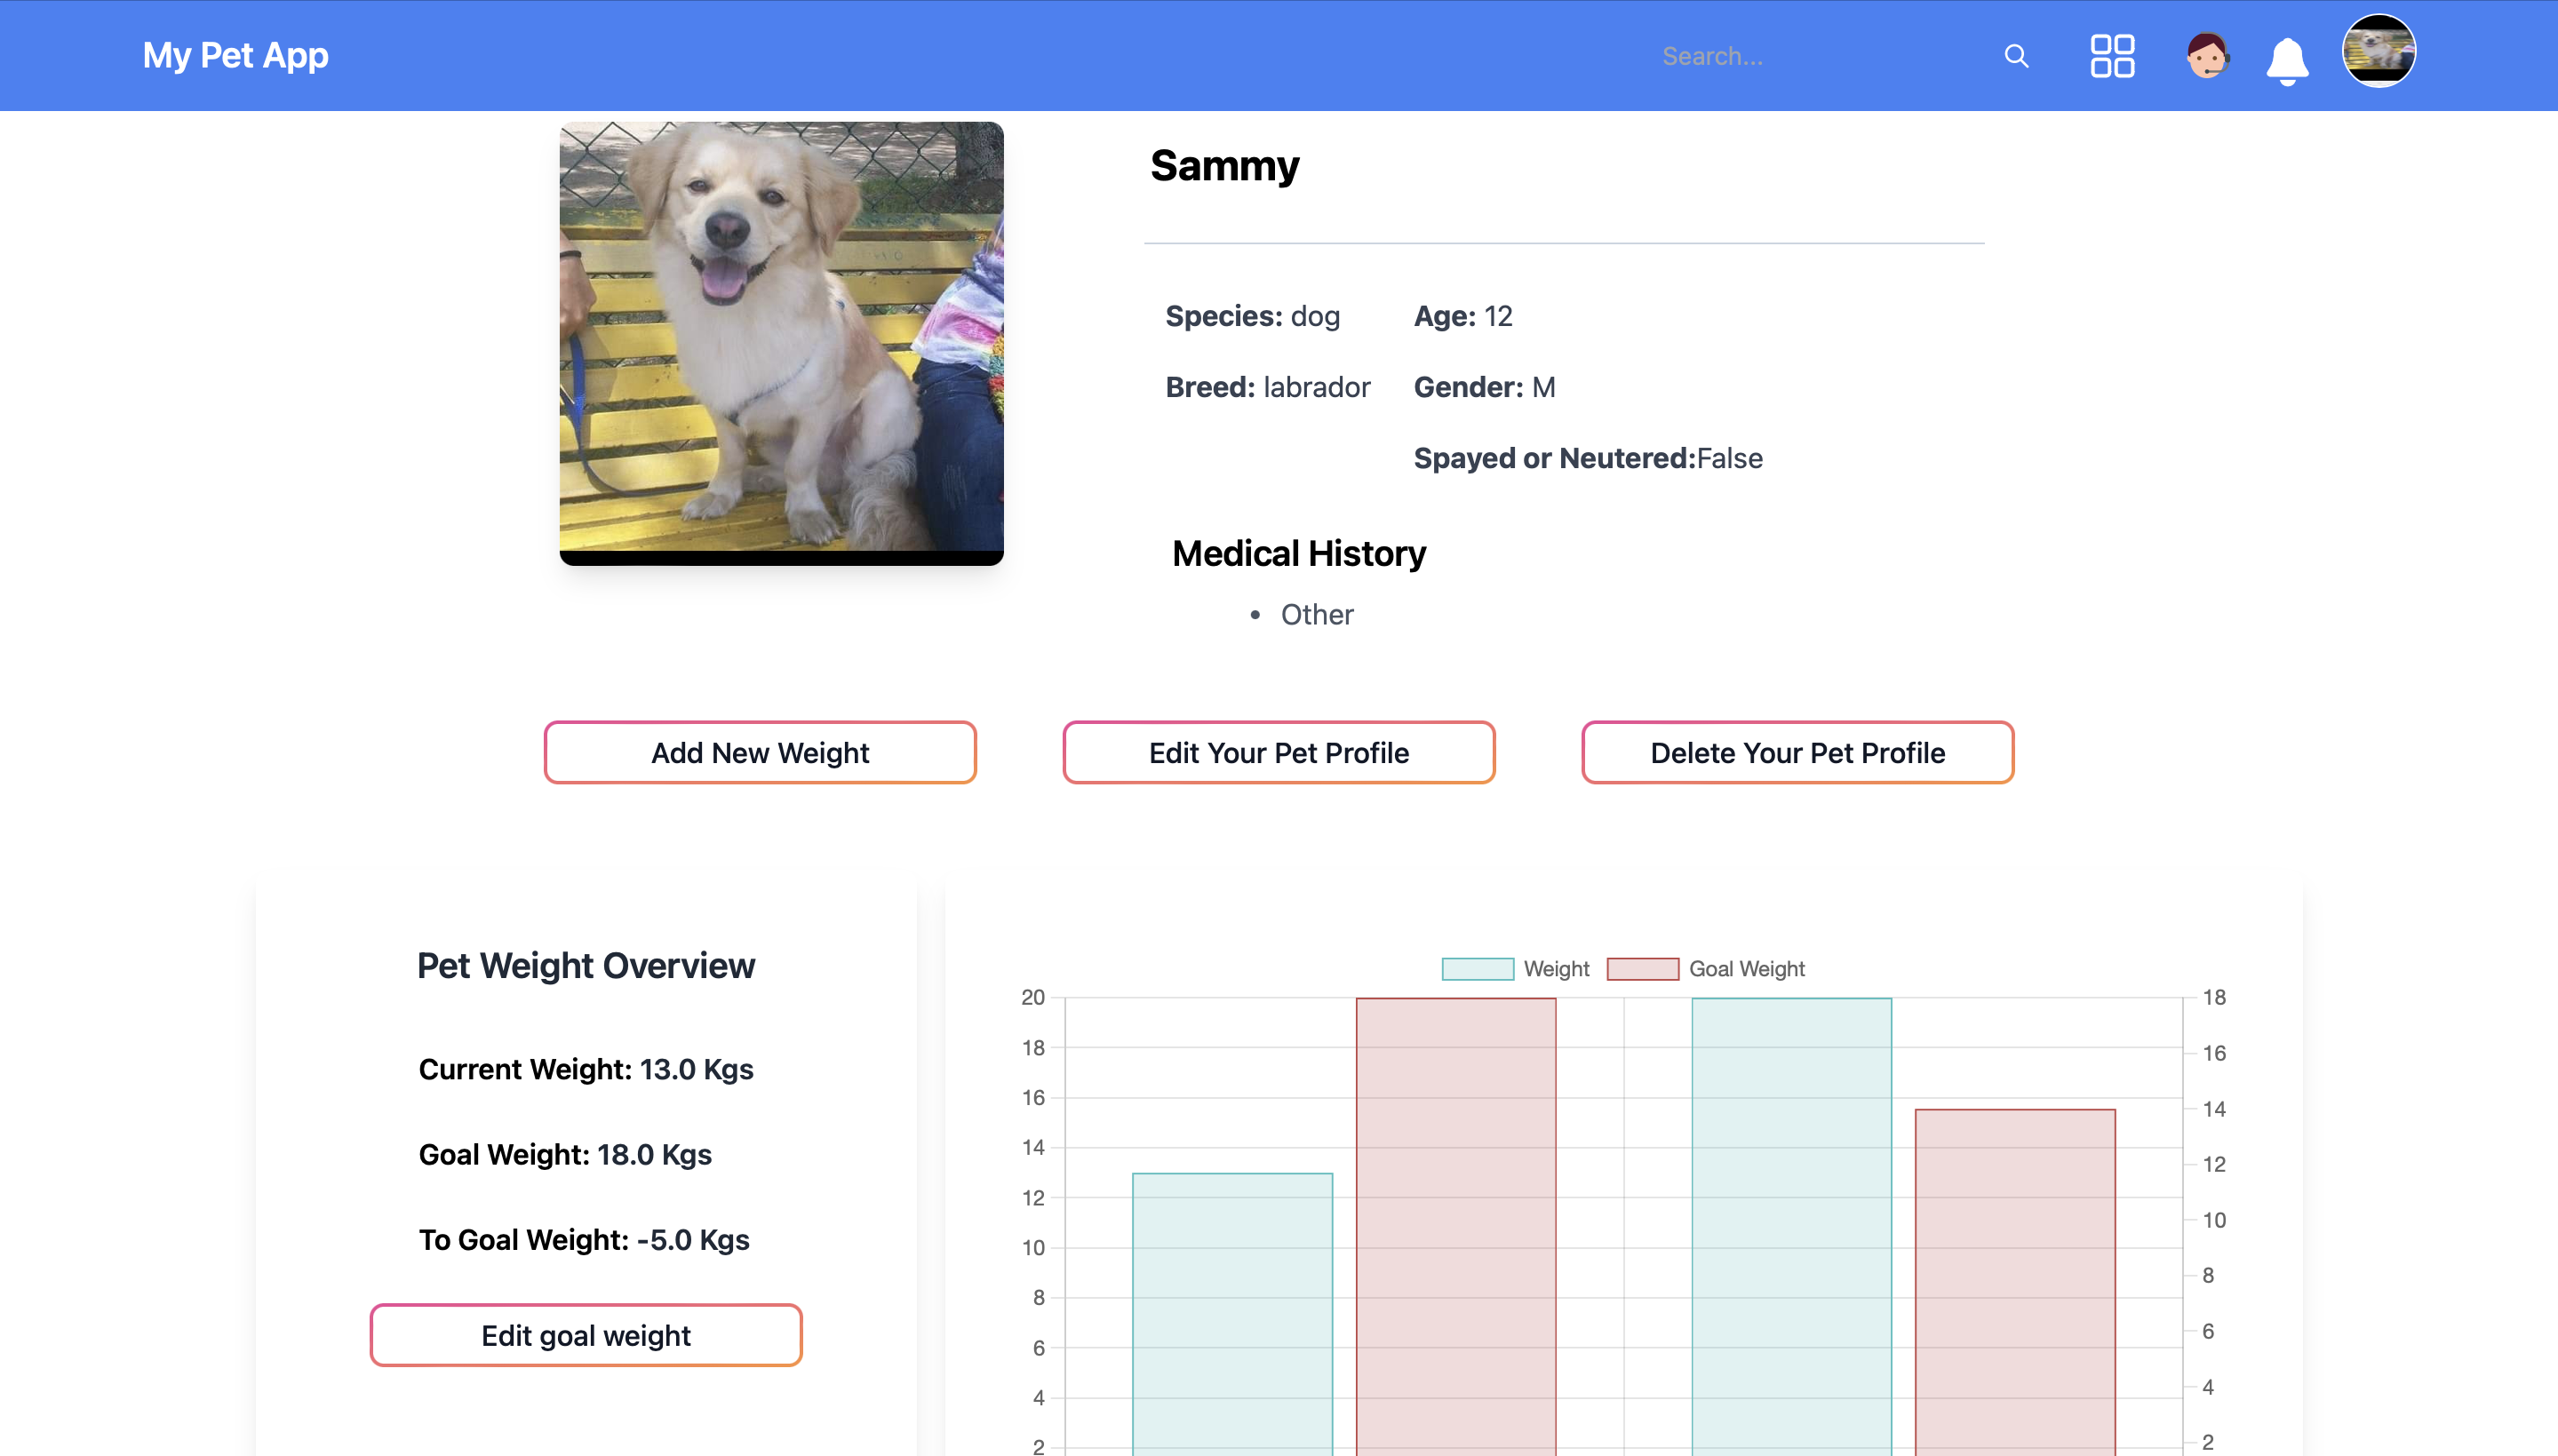 My Pet App
Search...
Sammy
Species: dog
Age: 12
Breed: labrador
Gender: M
Spayed or Neutered:False
Medical History
• Other
Add New Weight
Edit Your Pet Profile
Delete Your Pet Profile
Pet Weight Overview
Current Weight: 13.0 Kgs
Goal Weight: 18.0 Kgs
To Goal Weight: -5.0 Kgs
Edit goal weight
Weight
Goal Weight
20
18
16
14
12
10
8
6
4
2
18
16
14
12
10
8
6
4
2